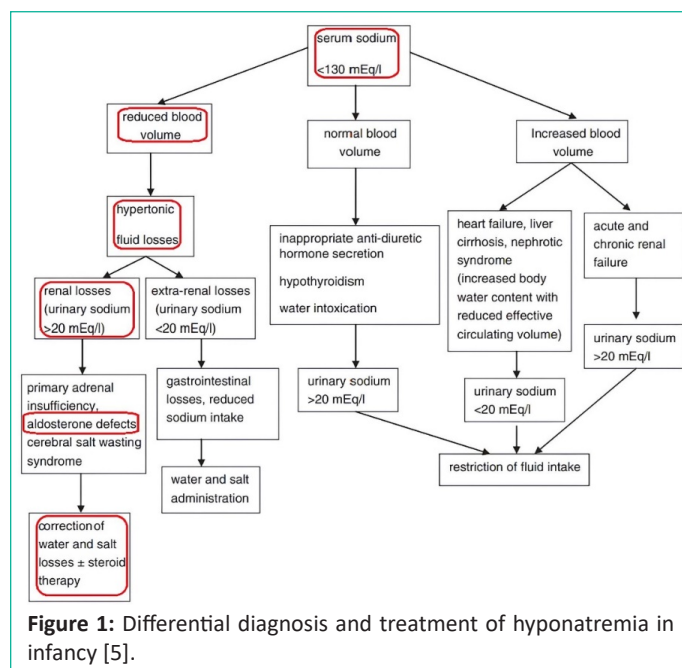 serum sodium
<130 mEq/l
reduced blood
volume
normal blood
volume
Increased blood
volume
hypertonic
fluid losses
inappropriate anti-diuretic
hormone secretion
hypothyroidism
water intoxication
heart failure, liver
cirrhosis, nephrotic
syndrome
(increased body
water content with
reduced effective
circulating volume)
acute and
chronic renal
failure
renal losses
(urinary sodium
>20 mEq/l)
extra-renal losses
(urinary sodium
<20 mEq/l)
urinary sodium
>20 mEq/l
urinary sodium
<20 mEq/l
urinary sodium
>20 mEq/l
primary adrenal
insufficiency,
aldosterone defects
cerebral salt wasting
syndrome
gastrointestinal
losses, reduced
sodium intake
restriction of fluid intake
water and salt
administration
correction of
water and salt
losses ± steroid
therapy
Figure 1: Differential diagnosis and treatment of hyponatremia in
infancy [5].